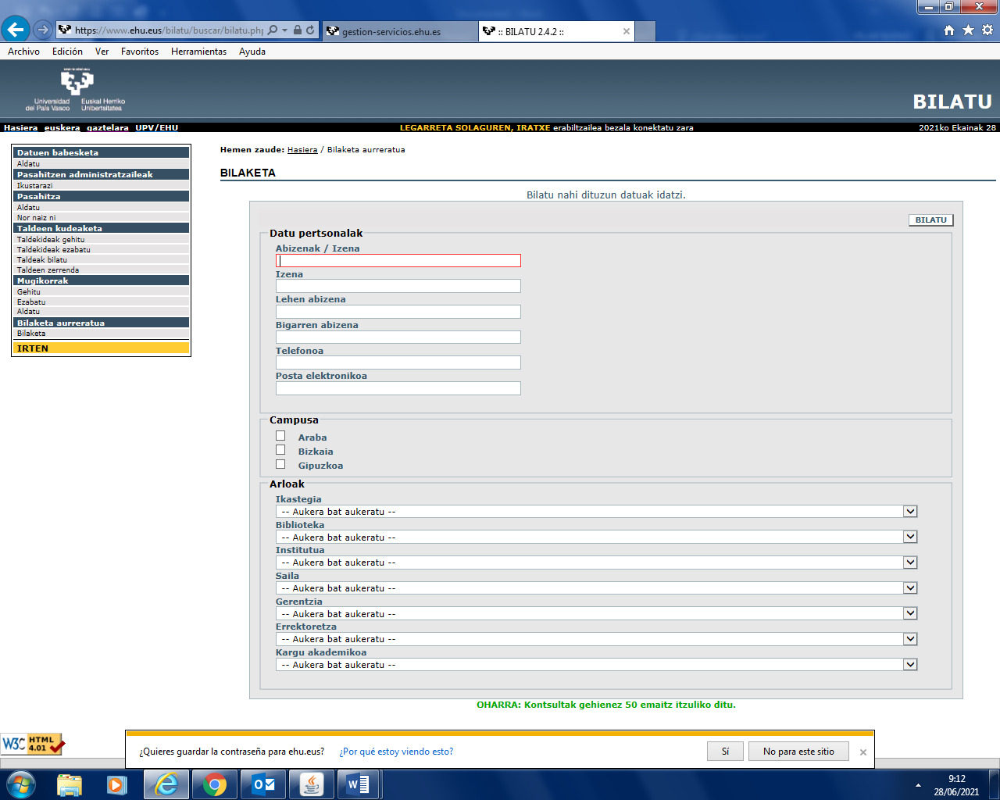 https://www.ehu.eus/bilatu/buscar/bilatu.ph
gestion-servicios.ehu.es
:: BILATU 2.4.2 ::
Archivo Edición Ver Favoritos Herramientas Ayuda
Universidad del País Vasco
Euskal Herriko Unibertsitatea
BILATU
Hasiera euskera gaztelara UPV/EHU
LEGARRETA SOLAGUREN, IRATXE erabiltzailea bezala konektatu zara
2021ko Ekainak 28
Datuen babesketa
Aldatu
Pasahitzen administratzaileak
Ikustarazi
Pasahitza
Aldatu
Nor naiz ni
Taldeen kudeaketa
Taldekideak gehitu
Taldekideak ezabatu
Taldeak bilatu
Taldeen zerrenda
Mugikorrak
Gehitu
Ezabatu
Aldatu
Bilaketa aurreratua
Bilaketa
IRTEN
Hemen zaude: Hasiera / Bilaketa aurreratua
BILAKETA
Bilatu nahi dituzun datuak idatzi.
BILATU
Datu pertsonalak
Abizenak / Izena
Izena
Lehen abizena
Bigarren abizena
Telefonoa
Posta elektronikoa
Campusa
Araba
Bizkaia
Gipuzkoa
Arloak
Ikastegia
-- Aukera bat aukeratu --
Biblioteka
-- Aukera bat aukeratu --
Institutua
-- Aukera bat aukeratu --
Saila
-- Aukera bat aukeratu --
Gerentzia
-- Aukera bat aukeratu --
Errektoretza
-- Aukera bat aukeratu --
Kargu akademikoa
-- Aukera bat aukeratu --
OHARRA: Kontsultak gehienez 50 emaitz itzuliko ditu.
W3C HTML 4.01
¿Quieres guardar la contraseña para ehu.eus? ¿Por qué estoy viendo esto? Sí No para este sitio
9:12
28/06/2021